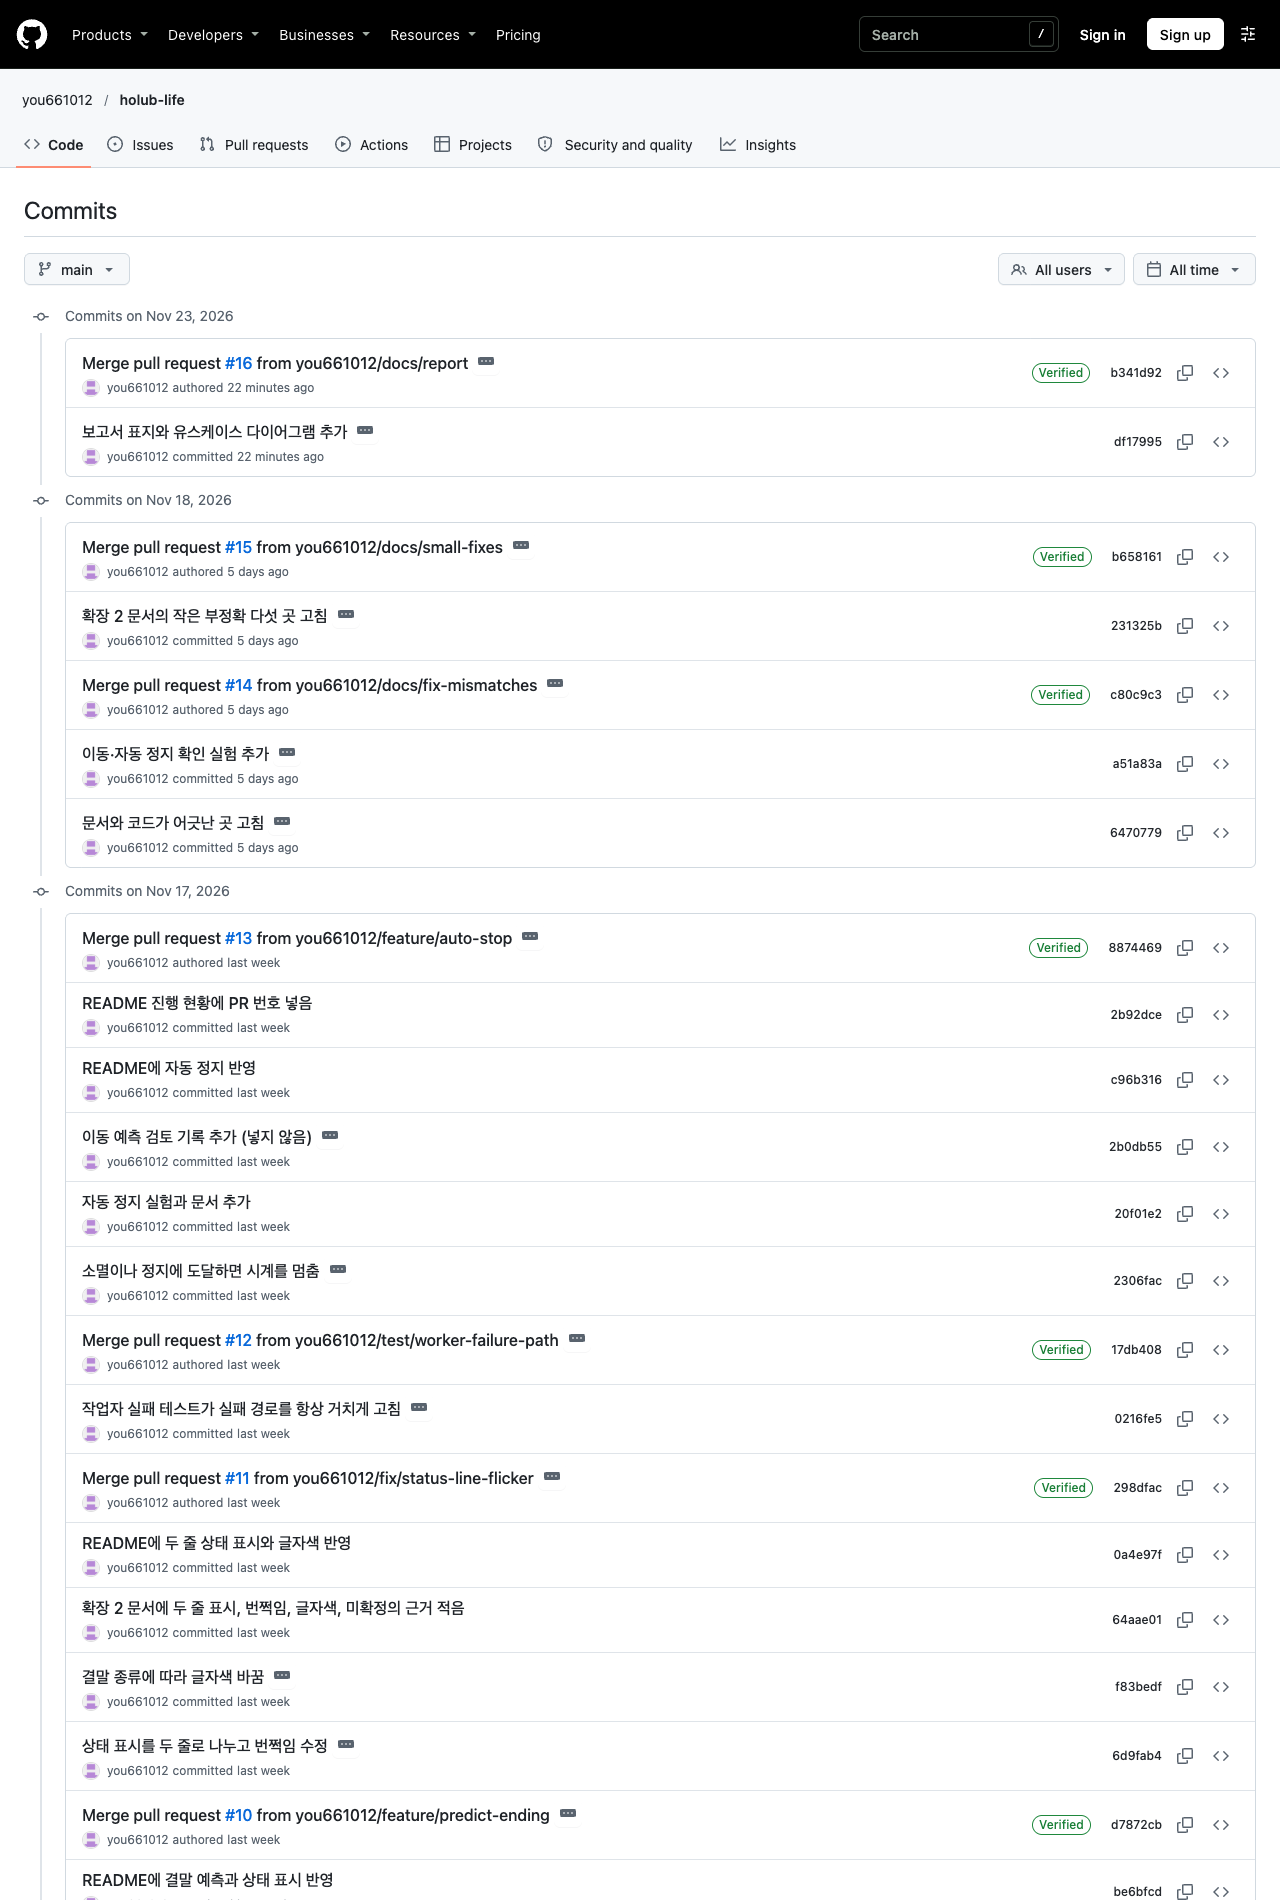 Products
Developers
Businesses
Resources
Pricing
Search
/
Sign in
Sign up
you661012 / holub-life
Code
Issues
Pull requests
Actions
Projects
Security and quality
Insights
Commits
main
All users
All time
Commits on Nov 23, 2026
Merge pull request #16 from you661012/docs/report
you661012 authored 22 minutes ago
Verified
b341d92
보고서 표지와 유스케이스 다이어그램 추가
you661012 committed 22 minutes ago
df17995
Commits on Nov 18, 2026
Merge pull request #15 from you661012/docs/small-fixes
you661012 authored 5 days ago
Verified
b658161
확장 2 문서의 작은 부정확 다섯 곳 고침
you661012 committed 5 days ago
231325b
Merge pull request #14 from you661012/docs/fix-mismatches
you661012 authored 5 days ago
Verified
c80c9c3
이동·자동 정지 확인 실험 추가
you661012 committed 5 days ago
a51a83a
문서와 코드가 어긋난 곳 고침
you661012 committed 5 days ago
6470779
Commits on Nov 17, 2026
Merge pull request #13 from you661012/feature/auto-stop
you661012 authored last week
Verified
8874469
README 진행 현황에 PR 번호 넣음
you661012 committed last week
2b92dce
README에 자동 정지 반영
you661012 committed last week
c96b316
이동 예측 검토 기록 추가 (넣지 않음)
you661012 committed last week
2b0db55
자동 정지 실험과 문서 추가
you661012 committed last week
20f01e2
소멸이나 정지에 도달하면 시계를 멈춤
you661012 committed last week
2306fac
Merge pull request #12 from you661012/test/worker-failure-path
you661012 authored last week
Verified
17db408
작업자 실패 테스트가 실패 경로를 항상 거치게 고침
you661012 committed last week
0216fe5
Merge pull request #11 from you661012/fix/status-line-flicker
you661012 authored last week
Verified
298dfac
README에 두 줄 상태 표시와 글자색 반영
you661012 committed last week
0a4e97f
확장 2 문서에 두 줄 표시, 번쩍임, 글자색, 미확정의 근거 적음
you661012 committed last week
64aae01
결말 종류에 따라 글자색 바꿈
you661012 committed last week
f83bedf
상태 표시를 두 줄로 나누고 번쩍임 수정
you661012 committed last week
6d9fab4
Merge pull request #10 from you661012/feature/predict-ending
you661012 authored last week
Verified
d7872cb
README에 결말 예측과 상태 표시 반영
be6bfcd